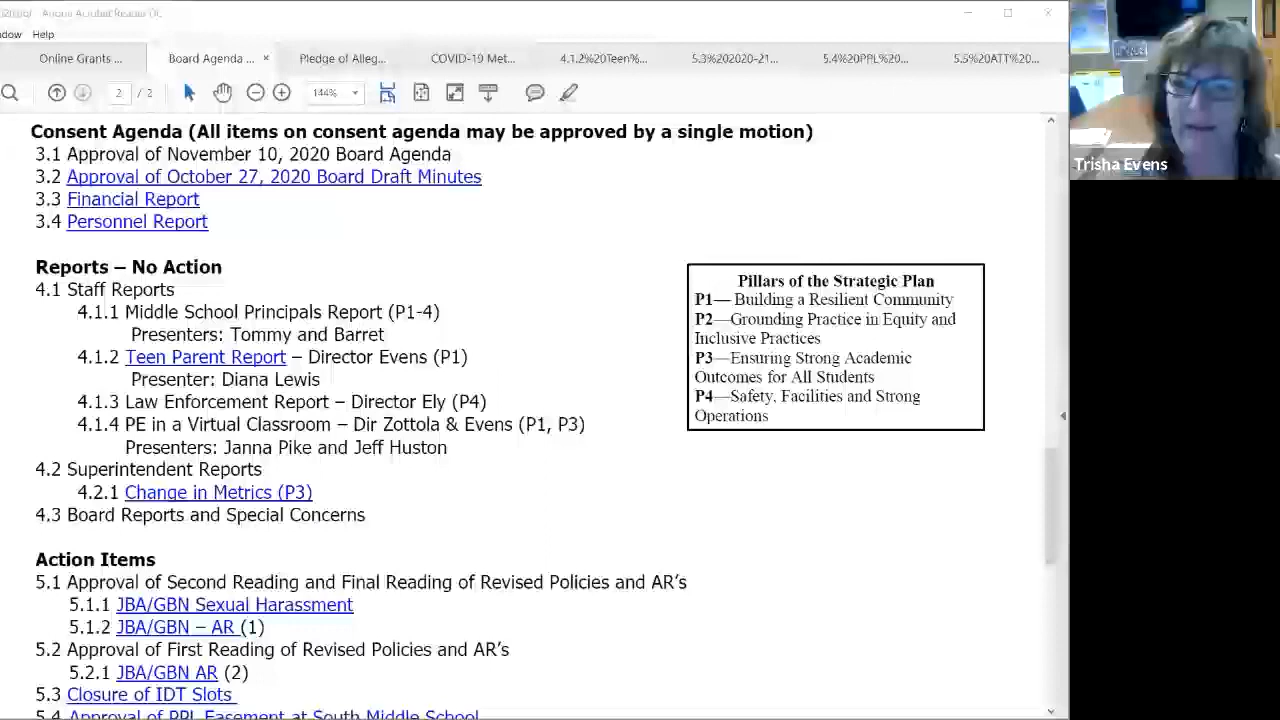 dow Help
Online Grants ...
Board Agenda ... ×
Pledge of Alleg...
COVID-19 Met...
4.1.2%20Teen%...
5.3%202020-21...
5.4%20PPL%...
5.5%20ATT%20...
2 / 2
144%
Trisha Evens
Consent Agenda (All items on consent agenda may be approved by a single motion)
3.1 Approval of November 10, 2020 Board Agenda
3.2 Approval of October 27, 2020 Board Draft Minutes
3.3 Financial Report
3.4 Personnel Report
Reports – No Action
4.1 Staff Reports
4.1.1 Middle School Principals Report (P1-4)
Presenters: Tommy and Barret
4.1.2 Teen Parent Report – Director Evens (P1)
Presenter: Diana Lewis
4.1.3 Law Enforcement Report – Director Ely (P4)
4.1.4 PE in a Virtual Classroom – Dir Zottola & Evens (P1, P3)
Presenters: Janna Pike and Jeff Huston
4.2 Superintendent Reports
4.2.1 Change in Metrics (P3)
4.3 Board Reports and Special Concerns
Pillars of the Strategic Plan
P1— Building a Resilient Community
P2—Grounding Practice in Equity and
Inclusive Practices
P3—Ensuring Strong Academic
Outcomes for All Students
P4—Safety, Facilities and Strong
Operations
Action Items
5.1 Approval of Second Reading and Final Reading of Revised Policies and AR's
5.1.1 JBA/GBN Sexual Harassment
5.1.2 JBA/GBN – AR (1)
5.2 Approval of First Reading of Revised Policies and AR's
5.2.1 JBA/GBN AR (2)
5.3 Closure of IDT Slots
5.4 Approval of PPL Easement at South Middle School